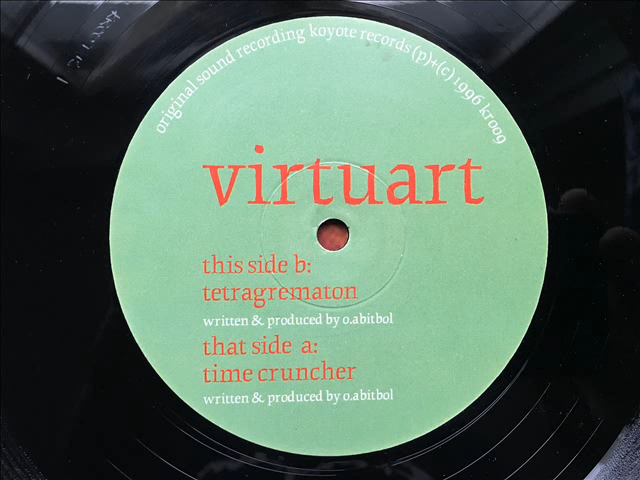 original sound recording koyote records (p)+(c) 1996 kr009
virtuart
this side b:
tetragrematon
written & produced by o.abitbol
that side a:
time cruncher
written & produced by o.abitbol